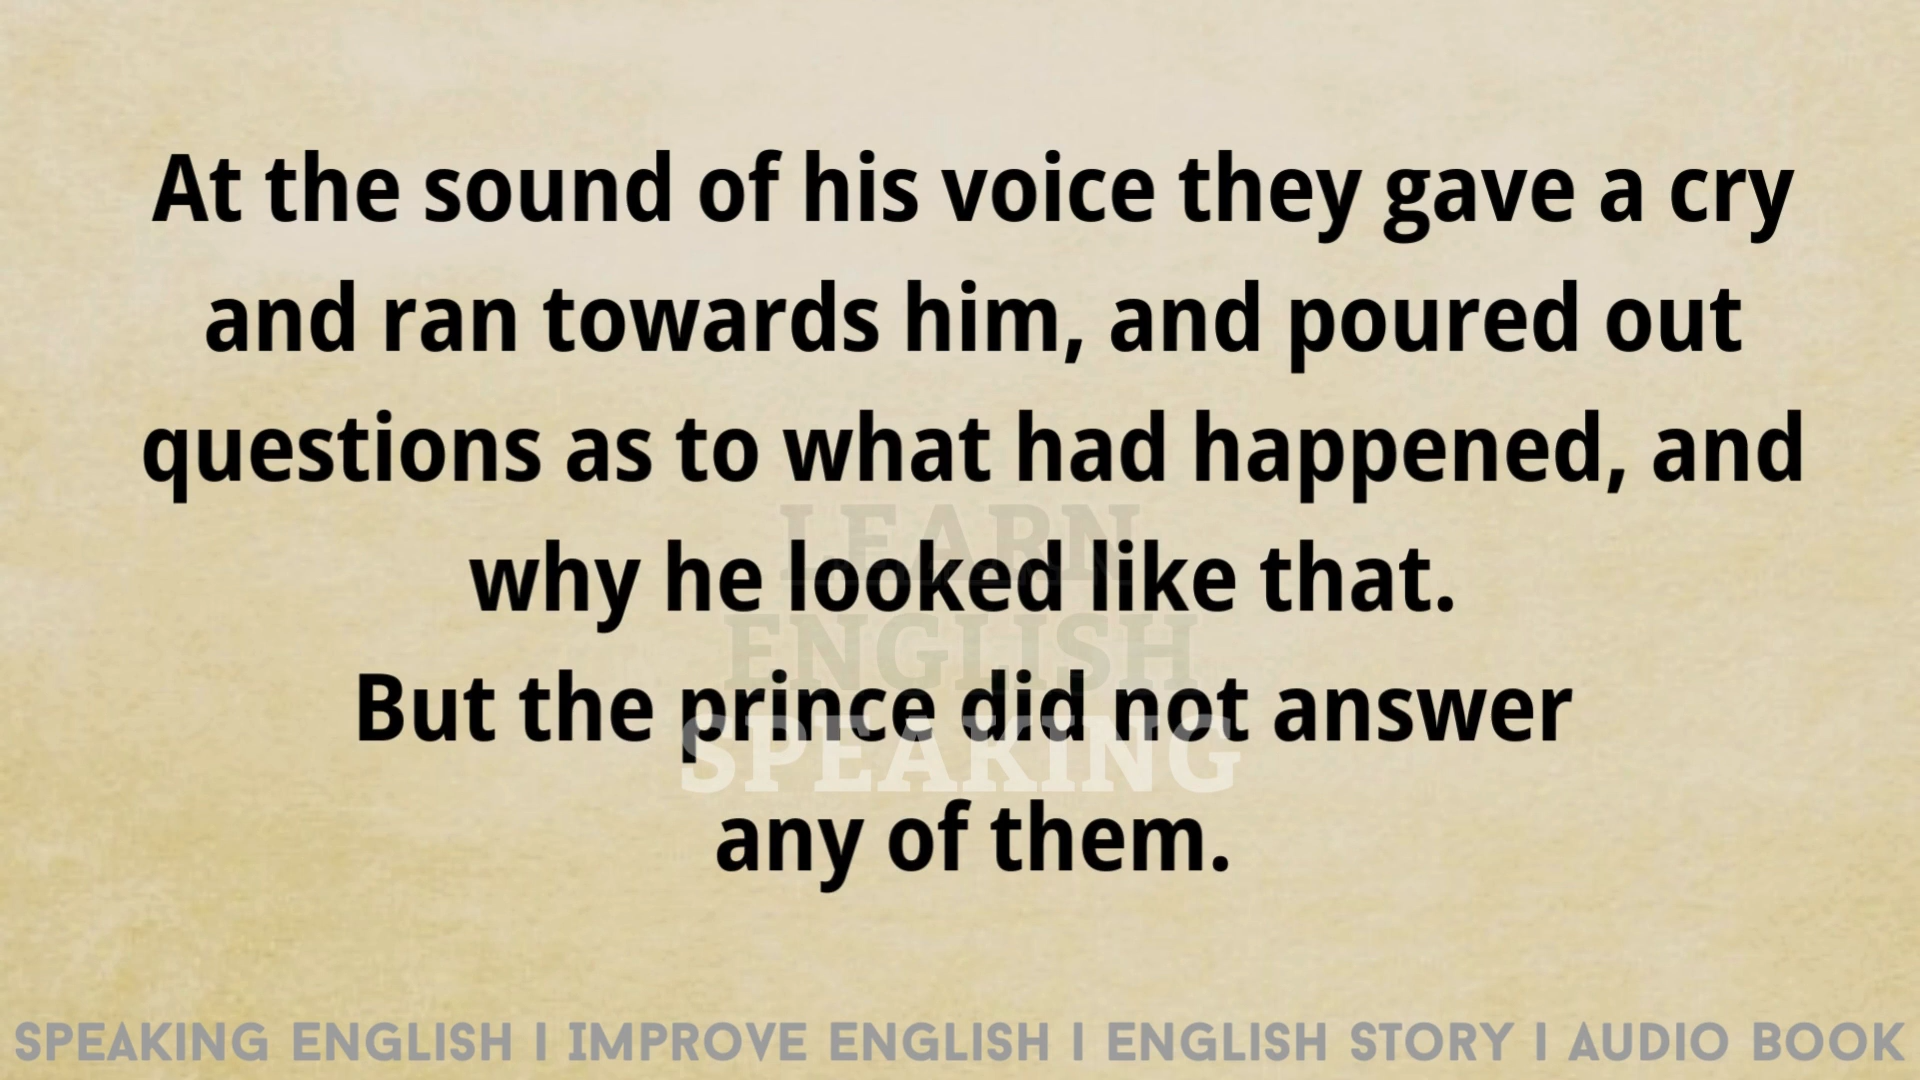 At the sound of his voice they gave a cry
and ran towards him, and poured out
questions as to what had happened, and
why he looked like that.
But the prince did not answer
any of them.
LEARN
ENGLISH
SPEAKING
SPEAKING ENGLISH I IMPROVE ENGLISH I ENGLISH STORY I AUDIO BOOK